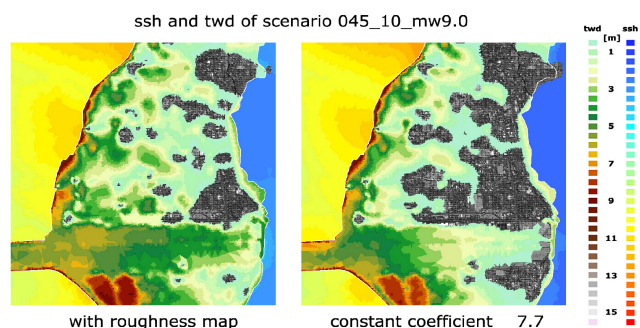 ssh and twd of scenario 045_10_mw9.0
twd ssh
[m]
1
3
5
7
9
11
13
15
with roughness map
constant coefficient 7.7